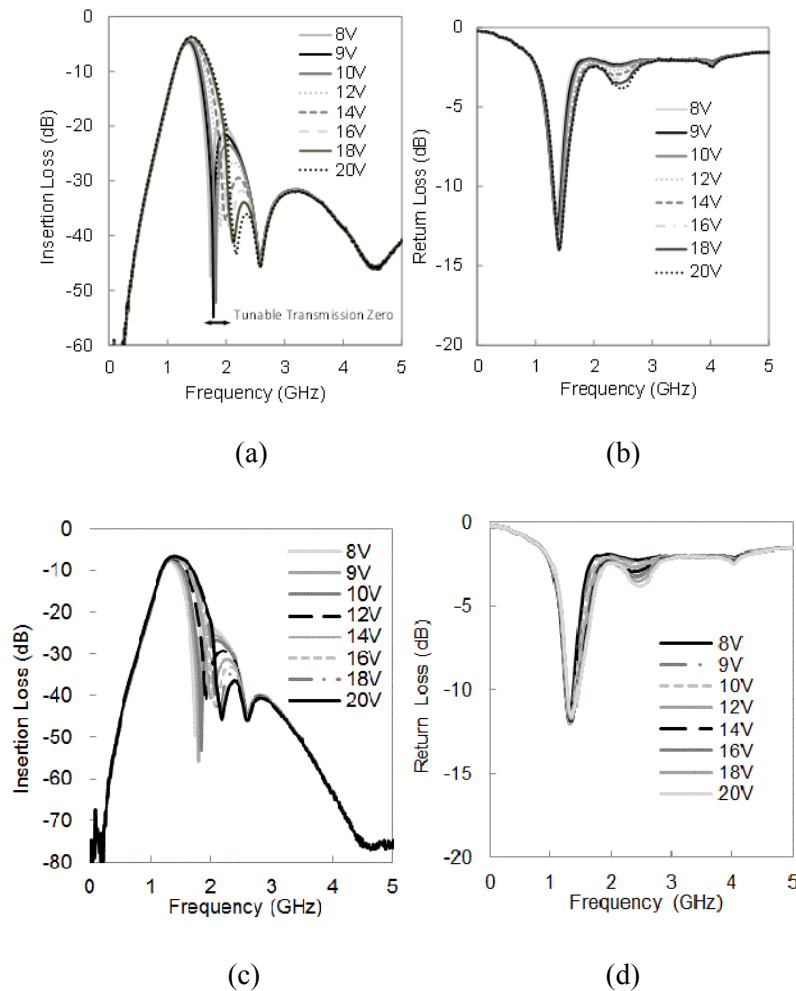 -10
-20
-30
-40
-50
-60
0
1
2
3
4
5
Insertion Loss (dB)
Frequency (GHz)
8V
9V
10V
12V
14V
16V
18V
20V
Tunable Transmission Zero
(a)
0
-5
-10
-15
-20
0
1
2
3
4
5
Return Loss (dB)
Frequency (GHz)
8V
9V
10V
12V
14V
16V
18V
20V
(b)
0
-10
-20
-30
-40
-50
-60
-70
-80
0
1
2
3
4
5
Insertion Loss (dB)
Frequency (GHz)
8V
9V
10V
12V
14V
16V
18V
20V
(c)
0
-5
-10
-15
-20
0
1
2
3
4
5
Return Loss (dB)
Frequency (GHz)
8V
9V
10V
12V
14V
16V
18V
20V
(d)